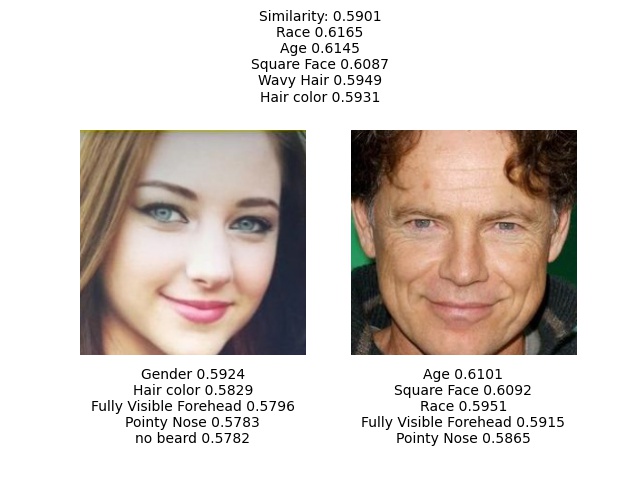 Similarity: 0.5901
Race 0.6165
Age 0.6145
Square Face 0.6087
Wavy Hair 0.5949
Hair color 0.5931
Gender 0.5924
Hair color 0.5829
Fully Visible Forehead 0.5796
Pointy Nose 0.5783
no beard 0.5782
Age 0.6101
Square Face 0.6092
Race 0.5951
Fully Visible Forehead 0.5915
Pointy Nose 0.5865